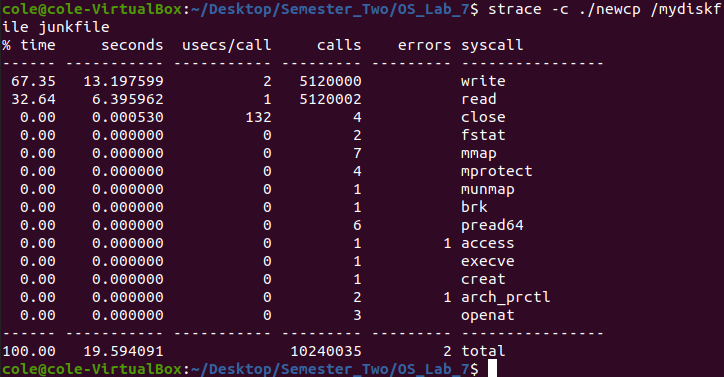 cole@cole-VirtualBox:~/Desktop/Semester_Two/OS_Lab_7$ strace -c ./newcp /mydiskf
ile junkfile
% time     seconds  usecs/call     calls    errors syscall
------ ----------- ----------- --------- --------- ----------------
 67.35   13.197599           2   5120000           write
 32.64    6.395962           1   5120002           read
  0.00    0.000530         132         4           close
  0.00    0.000000           0         2           fstat
  0.00    0.000000           0         7           mmap
  0.00    0.000000           0         4           mprotect
  0.00    0.000000           0         1           munmap
  0.00    0.000000           0         1           brk
  0.00    0.000000           0         6           pread64
  0.00    0.000000           0         1         1 access
  0.00    0.000000           0         1           execve
  0.00    0.000000           0         1           creat
  0.00    0.000000           0         2         1 arch_prctl
  0.00    0.000000           0         3           openat
------ ----------- ----------- --------- --------- ----------------
100.00   19.594091              10240035         2 total
cole@cole-VirtualBox:~/Desktop/Semester_Two/OS_Lab_7$